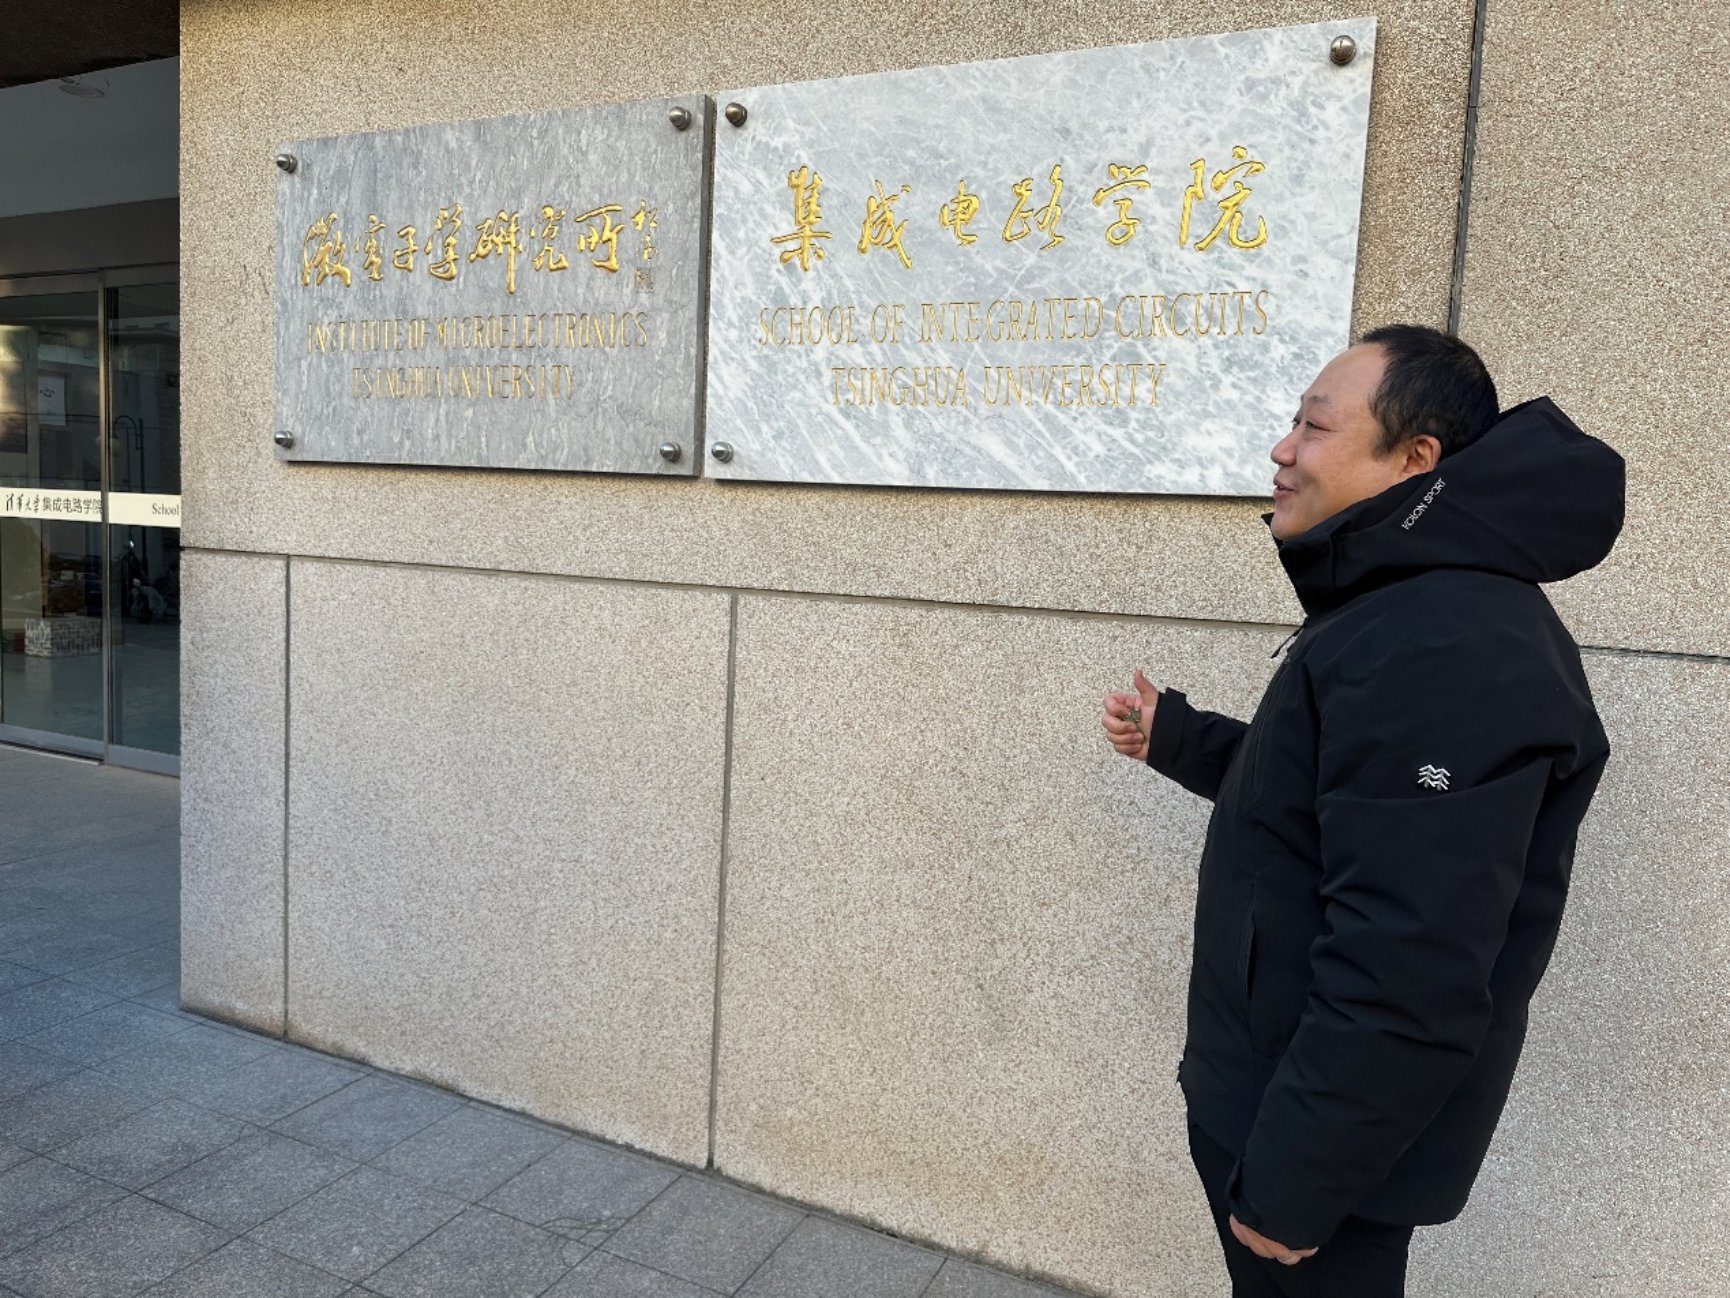 微电子学研究所
INSTITUTE OF MICROELECTRONICS
TSINGHUA UNIVERSITY
集成电路学院
SCHOOL OF INTEGRATED CIRCUITS
TSINGHUA UNIVERSITY
清华大学集成电路学院
School
KOLON SPORT